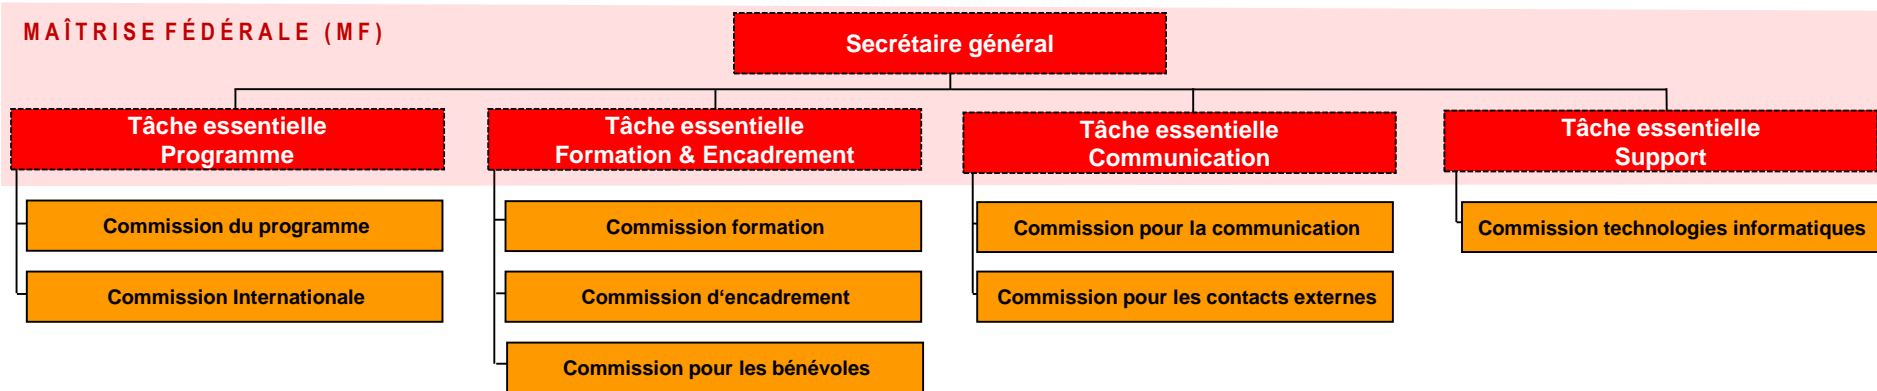 MAÎTRISE FÉDÉRALE (MF)
Secrétaire général
Tâche essentielle
Programme
Tâche essentielle
Formation & Encadrement
Tâche essentielle
Communication
Tâche essentielle
Support
Commission du programme
Commission formation
Commission pour la communication
Commission technologies informatiques
Commission Internationale
Commission d‘encadrement
Commission pour les contacts externes
Commission pour les bénévoles